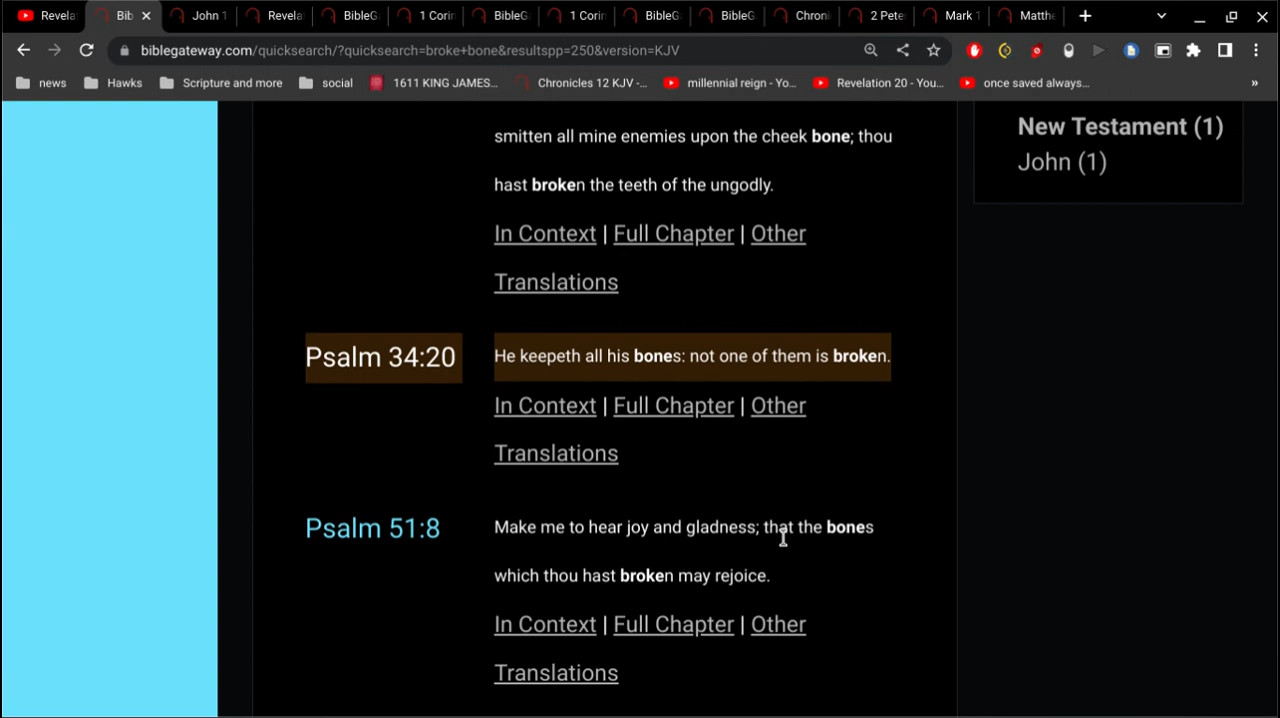 Revelat
Bib
John 1
Revela
BibleG
1 Corin
BibleG
1 Corin
BibleG
BibleG
Chroni
2 Pete
Mark 1
Matthe
biblegateway.com/quicksearch/?quicksearch=broke+bone&resultspp=250&version=KJV
news
Hawks
Scripture and more
social
1611 KING JAMES...
Chronicles 12 KJV -...
millennial reign - Yo...
Revelation 20 - You...
once saved always...
»
smitten all mine enemies upon the cheek bone; thou
hast broken the teeth of the ungodly.
In Context | Full Chapter | Other
Translations
Psalm 34:20
He keepeth all his bones: not one of them is broken.
In Context | Full Chapter | Other
Translations
Psalm 51:8
Make me to hear joy and gladness; that the bones
which thou hast broken may rejoice.
In Context | Full Chapter | Other
Translations
New Testament (1)
John (1)